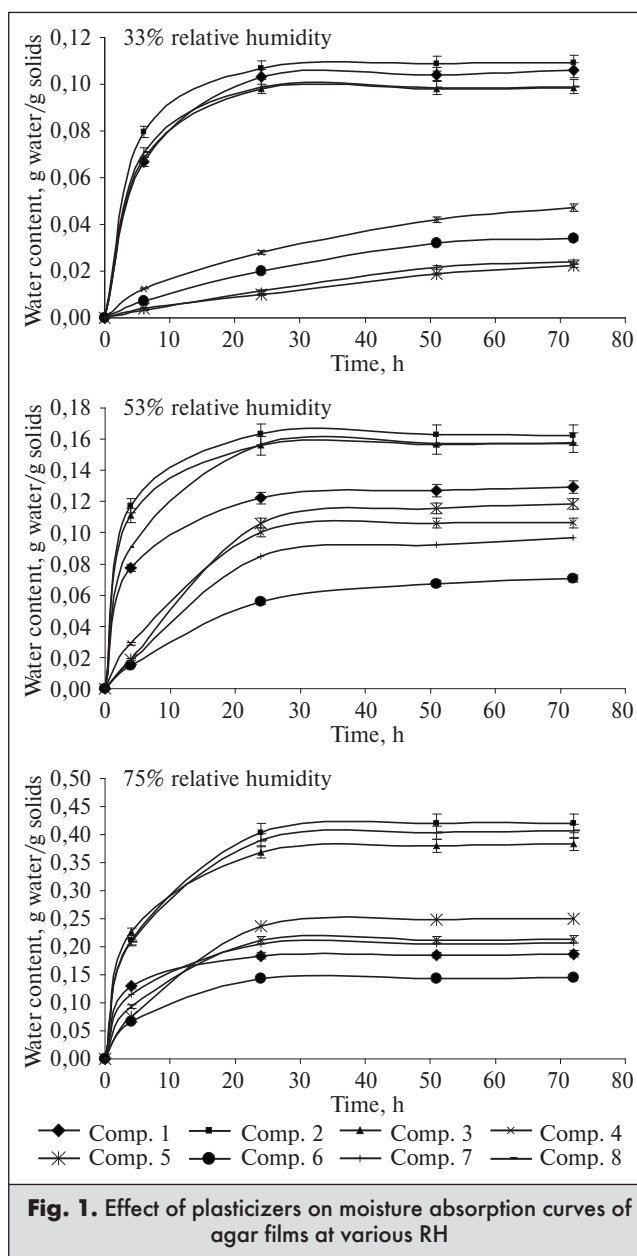 33% relative humidity
Water content, g water/g solids
0,12
0,10
0,08
0,06
0,04
0,02
0,00
0 20 40 60 80
Time, h
53% relative humidity
Water content, g water/g solids
0,18
0,16
0,14
0,12
0,10
0,08
0,06
0,04
0,02
0,00
0 10 20 30 40 50 60 70 80
Time, h
75% relative humidity
Water content, g water/g solids
0,50
0,45
0,40
0,35
0,30
0,25
0,20
0,15
0,10
0,05
0,00
0 10 20 30 40 50 60 70 80
Time, h
Comp. 1 Comp. 2 Comp. 3 Comp. 4
Comp. 5 Comp. 6 Comp. 7 Comp. 8
Fig. 1. Effect of plasticizers on moisture absorption curves of
agar films at various RH